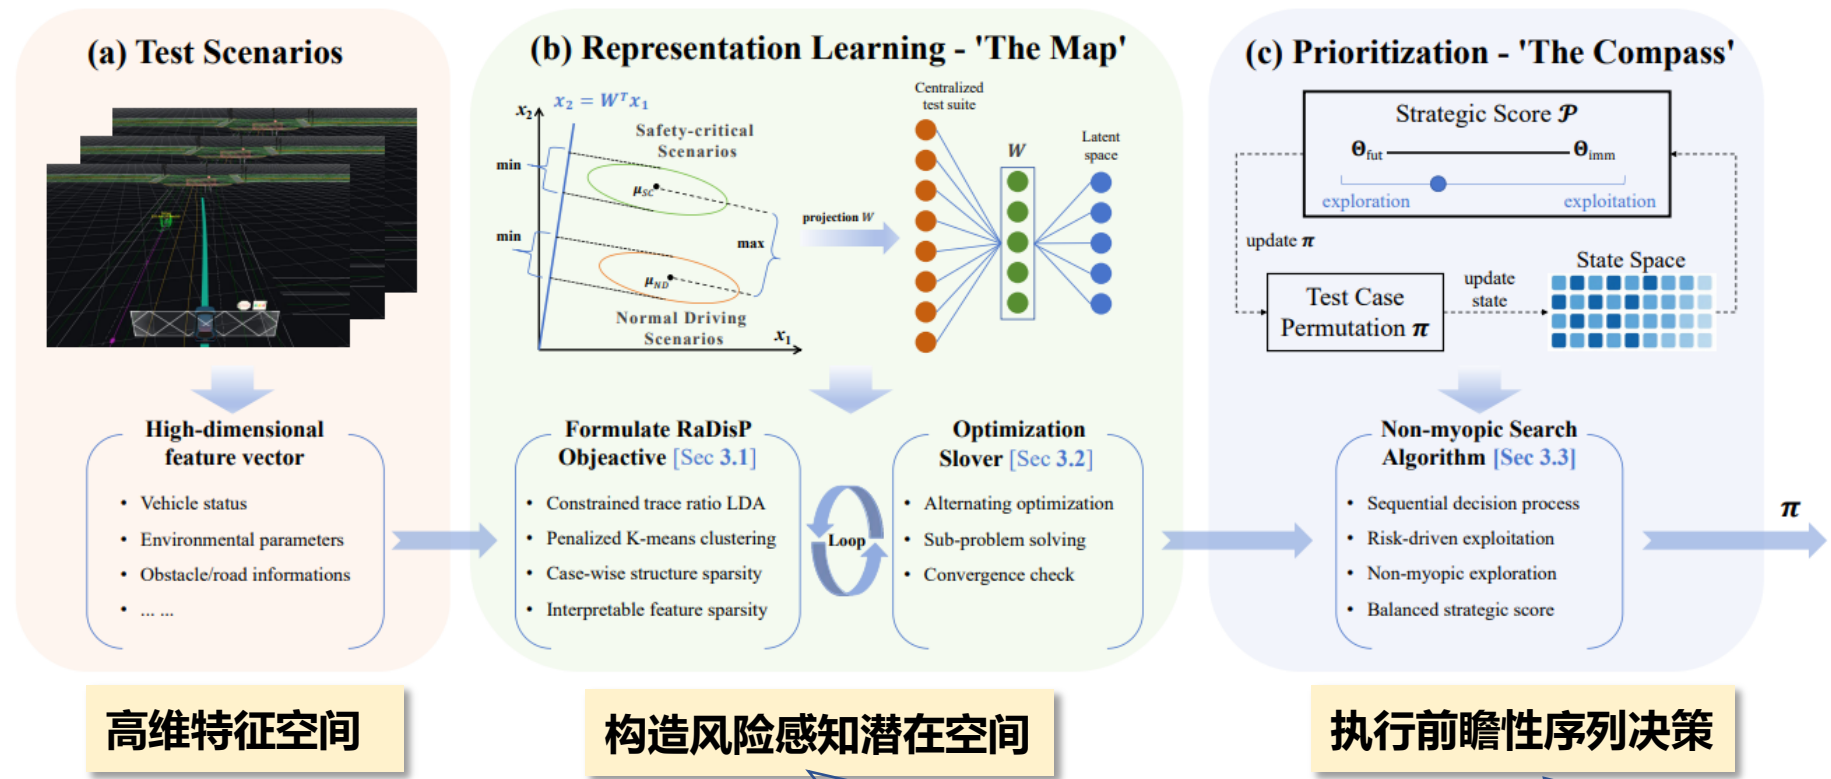 (a) Test Scenarios
High-dimensional
feature vector
• Vehicle status
• Environmental parameters
• Obstacle/road informations
• ... ...
高维特征空间
(b) Representation Learning - 'The Map'
x₂
x₂ = Wᵀx₁
Safety-critical
Scenarios
min
μ_SC
min
max
μ_ND
Normal Driving
Scenarios
x₁
projection W
Centralized
test suite
W
Latent
space
Formulate RaDisP
Objeactive [Sec 3.1]
• Constrained trace ratio LDA
• Penalized K-means clustering
• Case-wise structure sparsity
• Interpretable feature sparsity
Loop
Optimization
Slover [Sec 3.2]
• Alternating optimization
• Sub-problem solving
• Convergence check
构造风险感知潜在空间
(c) Prioritization - 'The Compass'
Strategic Score 𝒫
Θ_fut
Θ_imm
exploration
exploitation
update π
Test Case
Permutation π
update
state
State Space
Non-myopic Search
Algorithm [Sec 3.3]
• Sequential decision process
• Risk-driven exploitation
• Non-myopic exploration
• Balanced strategic score
π
执行前瞻性序列决策